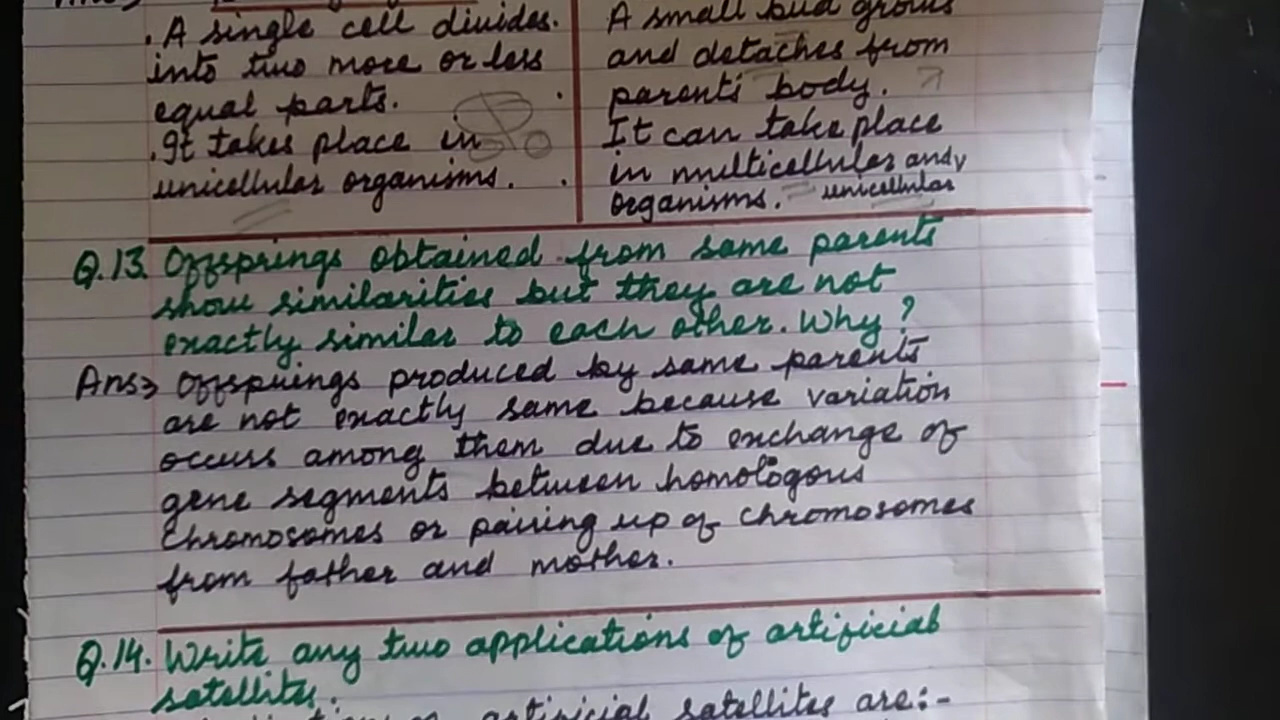 . A single cell divides.
into two more or less
equal parts.
. It takes place in
unicellular organisms.
A small bud grows
and detaches from
parents body.
It can take place
in multicellular and
unicellular
organisms.
Q.13. Offsprings obtained from same parents
show similarities but they are not
exactly similar to each other. Why?
Ans> Offsprings produced by same parents
are not exactly same because variation
occurs among them due to exchange of
gene segments between homologous
chromosomes or pairing up of chromosomes
from father and mother.
Q.14. Write any two applications of artificial
satellites.
artificial satellites are:-